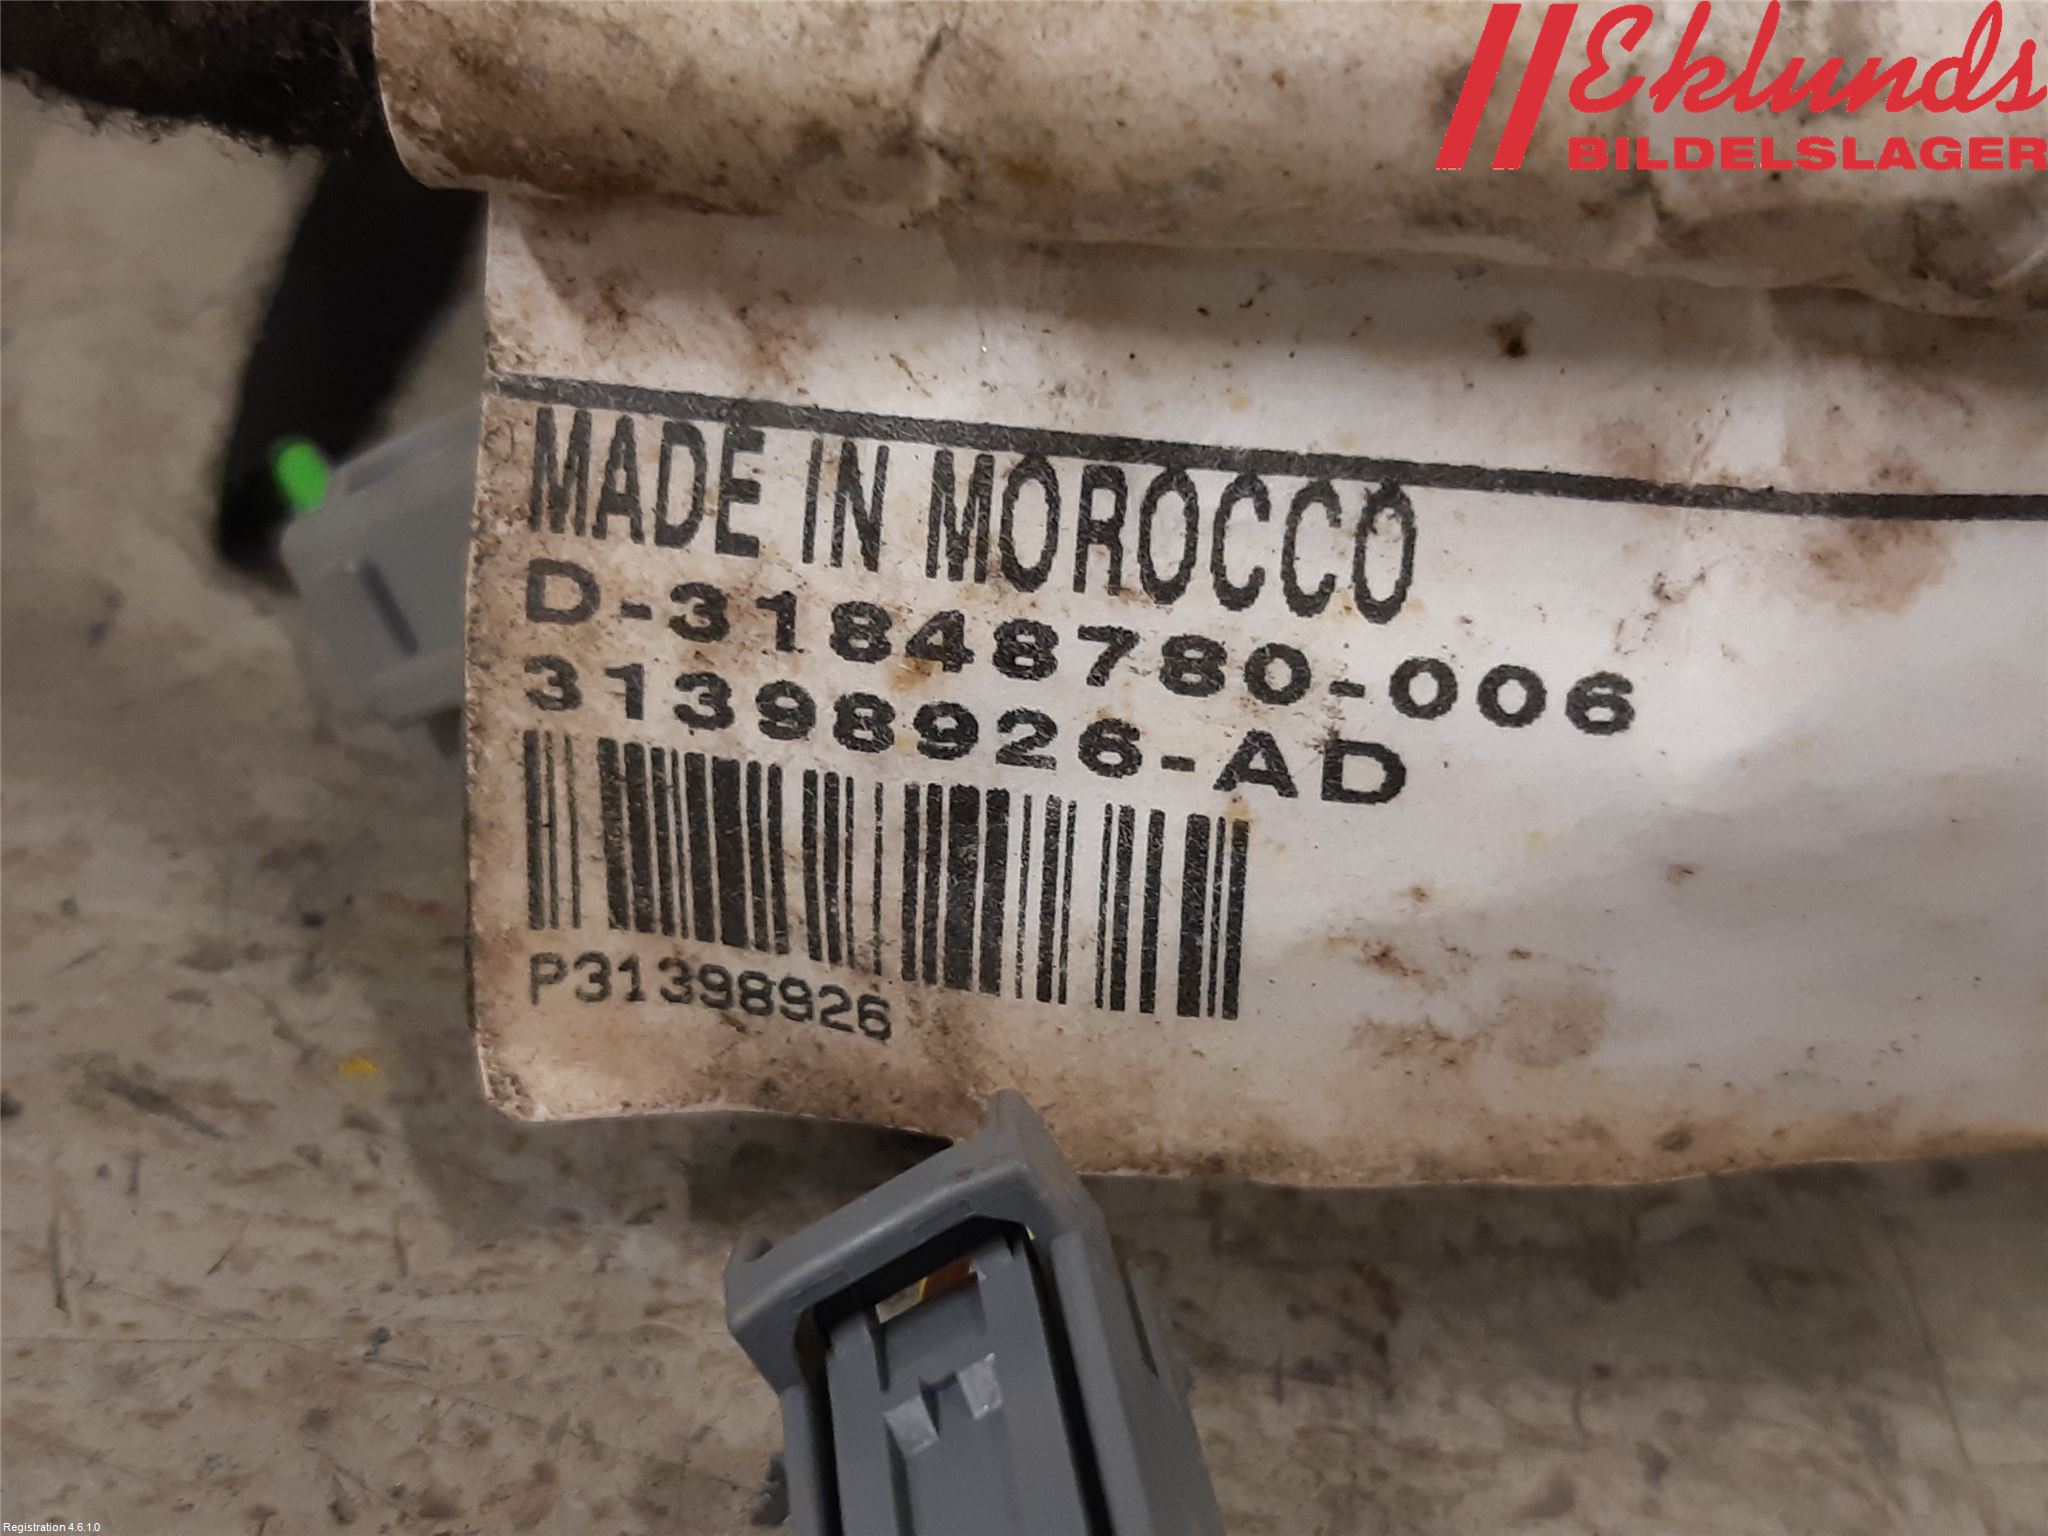 Eklunds
BILDELSLAGER
MADE IN MOROCCO
D-31848780-006
31398926-AD
P31398926
Registration 4.6.1.0